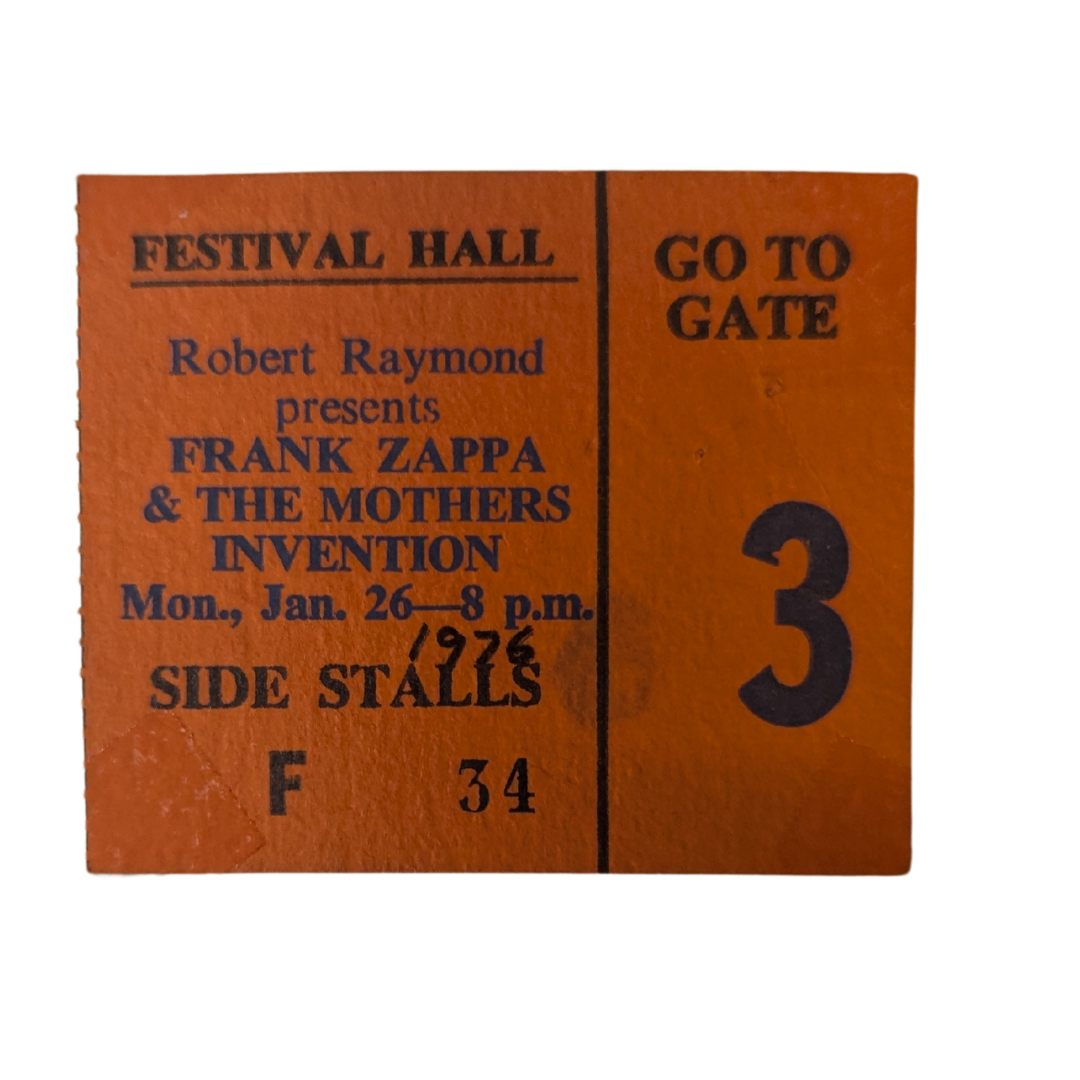 FESTIVAL HALL
Robert Raymond
presents
FRANK ZAPPA
& THE MOTHERS
INVENTION
Mon., Jan. 26—8 p.m.
1976
SIDE STALLS
F 34
GO TO
GATE
3